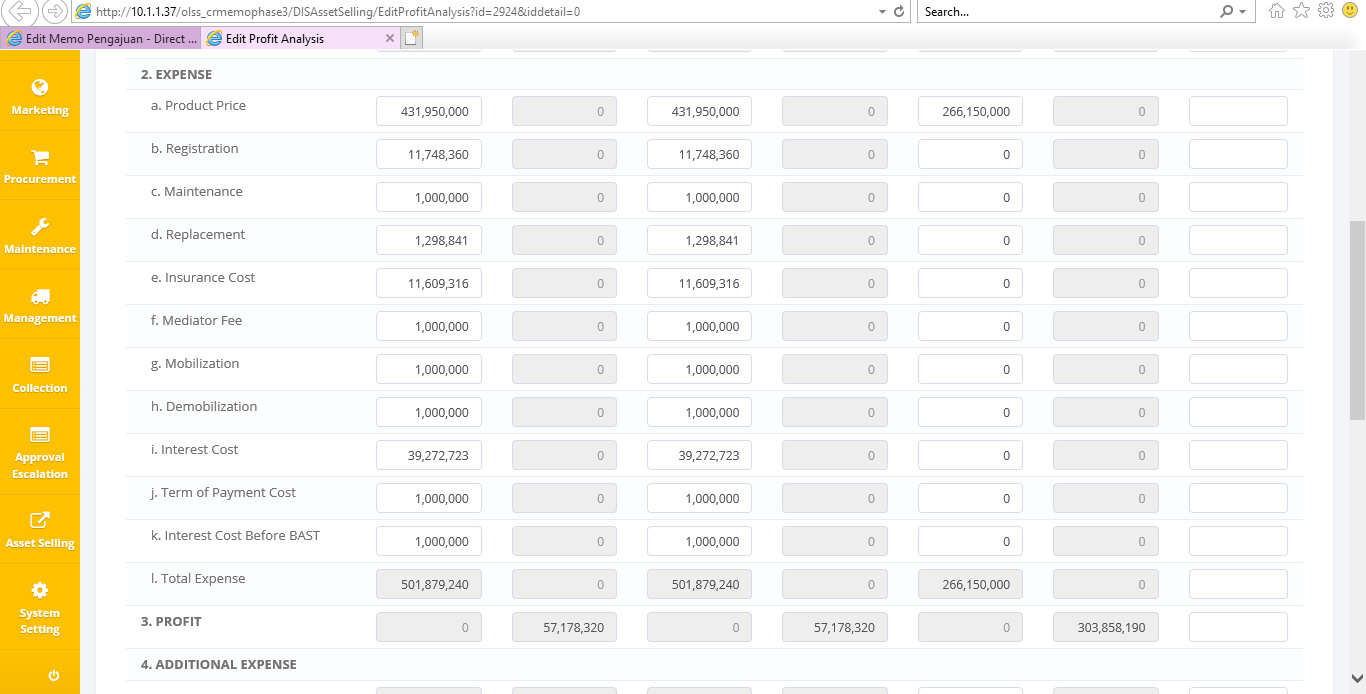 http://10.1.1.37/olss_crmemophase3/DISAssetSelling/EditProfitAnalysis?id=2924&iddetail=0
Search...
Edit Memo Pengajuan - Direct ...
Edit Profit Analysis
Marketing
Procurement
Maintenance
Management
Collection
Approval
Escalation
Asset Selling
System
Setting
2. EXPENSE
a. Product Price 431,950,000 0 431,950,000 0 266,150,000 0
b. Registration 11,748,360 0 11,748,360 0 0 0
c. Maintenance 1,000,000 0 1,000,000 0 0 0
d. Replacement 1,298,841 0 1,298,841 0 0 0
e. Insurance Cost 11,609,316 0 11,609,316 0 0 0
f. Mediator Fee 1,000,000 0 1,000,000 0 0 0
g. Mobilization 1,000,000 0 1,000,000 0 0 0
h. Demobilization 1,000,000 0 1,000,000 0 0 0
i. Interest Cost 39,272,723 0 39,272,723 0 0 0
j. Term of Payment Cost 1,000,000 0 1,000,000 0 0 0
k. Interest Cost Before BAST 1,000,000 0 1,000,000 0 0 0
l. Total Expense 501,879,240 0 501,879,240 0 266,150,000 0
3. PROFIT 0 57,178,320 0 57,178,320 0 303,858,190
4. ADDITIONAL EXPENSE